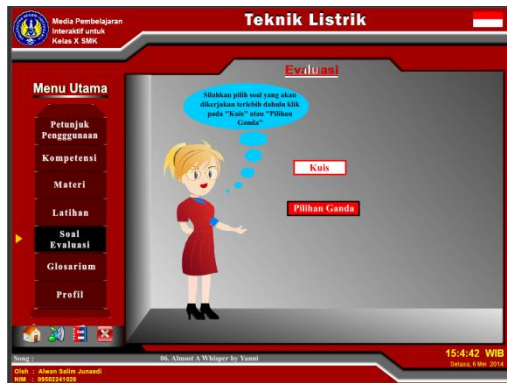 Media Pembelajaran
Interaktif untuk
Kelas X SMK
Teknik Listrik
Menu Utama
Petunjuk
Pengggunaan
Kompetensi
Materi
Latihan
Soal
Evaluasi
Glosarium
Profil
Evaluasi
Silahkan pilih soal yang akan
dikerjakan terlebih dahulu klik
pada "Kuis" atau "Pilihan
Ganda"
Kuis
Pilihan Ganda
Song :
06. Almost A Whisper by Yanni
15:4:42 WIB
Selasa, 6 Mei 2014
Oleh : Alwan Salim Junaedi
NIM : 09502241026